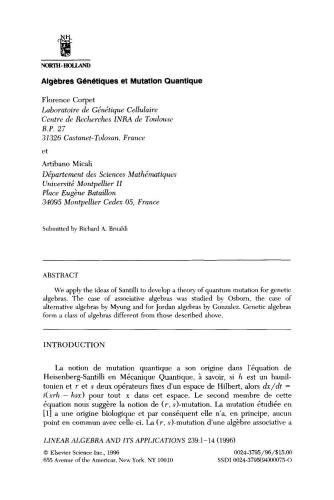 NH
NORTH-HOLLAND
Algèbres Génétiques et Mutation Quantique
Florence Corpet
Laboratoire de Génétique Cellulaire
Centre de Recherches INRA de Toulouse
B.P. 27
31326 Castanet-Tolosan, France
et
Artibano Micali
Département des Sciences Mathématiques
Université Montpellier II
Place Eugène Bataillon
34095 Montpellier Cedex 05, France
Submitted by Richard A. Brualdi
ABSTRACT
We apply the ideas of Santilli to develop a theory of quantum mutation for genetic
algebras. The case of associative algebras was studied by Osborn, the case of
alternative algebras by Myung and for Jordan algebras by Gonzalez. Genetic algebras
form a class of algebras different from those described above.
INTRODUCTION
La notion de mutation quantique a son origine dans l'équation de
Heisenberg-Santilli en Mécanique Quantique, à savoir, si h est un hamil-
tonien et r et s deux opérateurs fixes d'un espace de Hilbert, alors dx/dt =
i(xrh − hsx) pour tout x dans cet espace. Le second membre de cette
équation nous suggère la notion de (r, s)-mutation. La mutation étudiée en
[1] a une origine biologique et par conséquent elle n'a, en principe, aucun
point en commun avec celle-ci. La (r, s)-mutation d'une algèbre associative a
LINEAR ALGEBRA AND ITS APPLICATIONS 239:1-14 (1996)
© Elsevier Science Inc., 1996 0024-3795/96/$15.00
655 Avenue of the Americas, New York, NY 10010 SSDI 0024-3795(94)00075-O